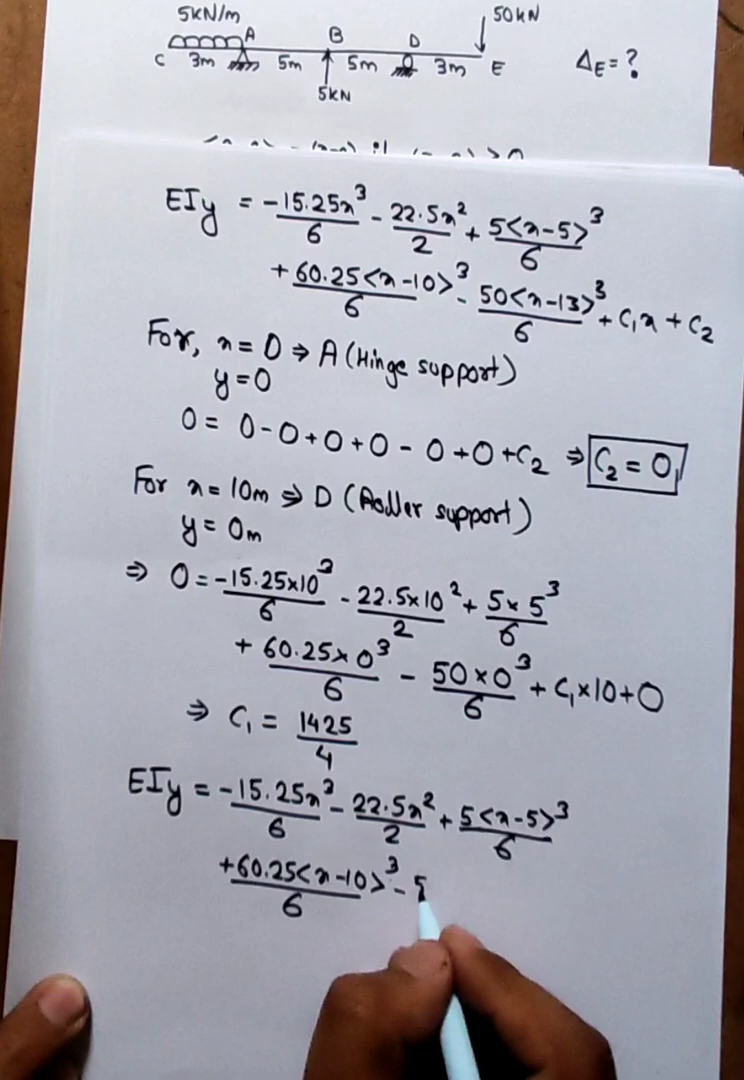 5kN/m 50kN
A B D
C 3m 5m 5m 3m E ΔE = ?
5kN
EIy = -15.25x³/6 - 22.5x²/2 + 5<x-5>³/6
+ 60.25<x-10>³/6 - 50<x-13>³/6 + C₁x + C₂
For, x = 0 ⇒ A (Hinge support)
y = 0
0 = 0 - 0 + 0 + 0 - 0 + 0 + C₂ ⇒ C₂ = 0,
For x = 10m ⇒ D (Roller support)
y = 0m
⇒ 0 = -15.25×10³/6 - 22.5×10²/2 + 5×5³/6
+ 60.25×0³/6 - 50×0³/6 + C₁×10 + 0
⇒ C₁ = 1425/4
EIy = -15.25x³/6 - 22.5x²/2 + 5<x-5>³/6
+60.25<x-10>³/6 - 5